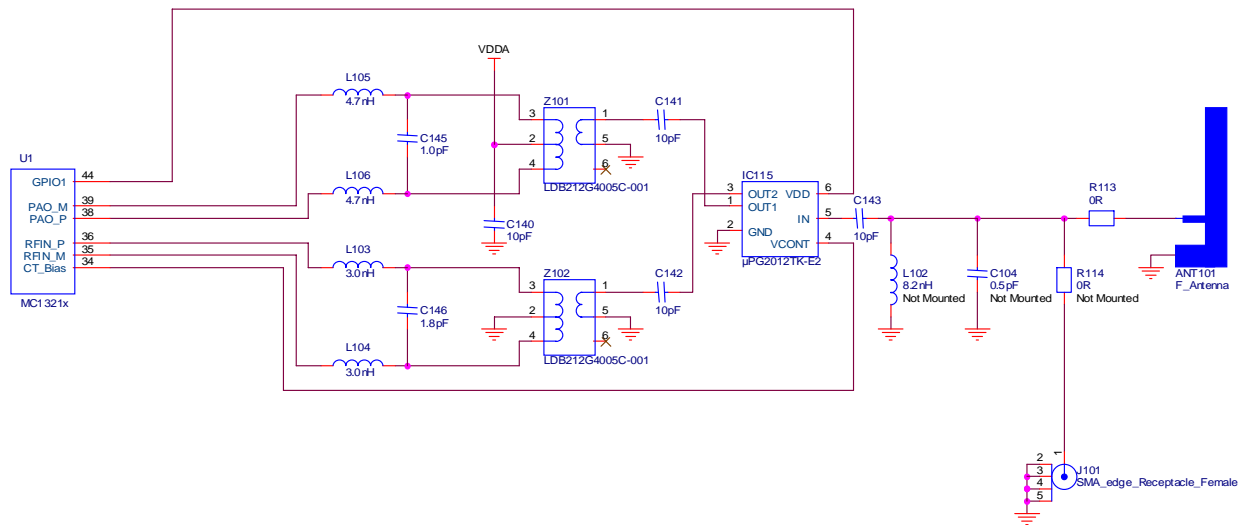 VDDA
L105
4.7nH
C145
1.0pF
L106
4.7nH
Z101
3
2
4
1
5
6
LDB212G4005C-001
C141
10pF
C140
10pF
U1
GPIO1
44
PAO_M
39
PAO_P
38
RFIN_P
36
RFIN_M
35
CT_Bias
34
MC1321x
L103
3.0nH
C146
1.8pF
L104
3.0nH
Z102
3
2
4
1
5
6
LDB212G4005C-001
C142
10pF
IC115
3
OUT2
VDD
6
1
OUT1
IN
5
2
GND
VCONT
4
µPG2012TK-E2
C143
10pF
L102
8.2nH
Not Mounted
C104
0.5pF
Not Mounted
R113
0R
R114
0R
Not Mounted
ANT101
F_Antenna
1
2
3
4
5
J101
SMA_edge_Receptacle_Female